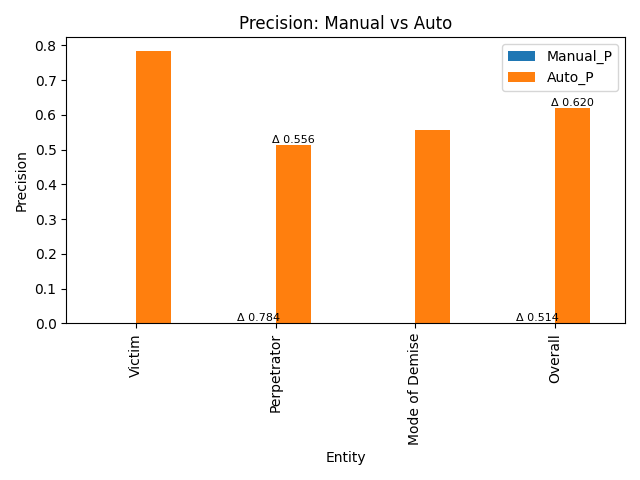 Precision: Manual vs Auto
Manual_P
Auto_P
Precision
0.8
0.7
0.6
0.5
0.4
0.3
0.2
0.1
0.0
Δ 0.784
Δ 0.556
Δ 0.514
Δ 0.620
Victim
Perpetrator
Mode of Demise
Overall
Entity